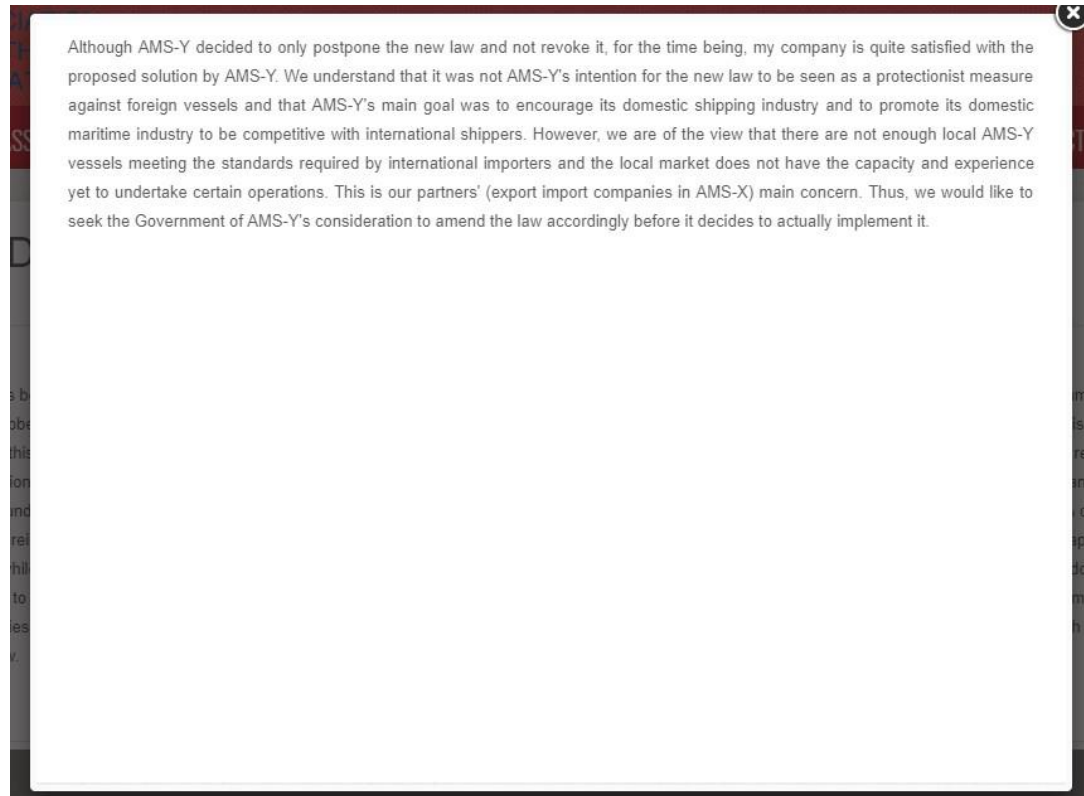 Although AMS-Y decided to only postpone the new law and not revoke it, for the time being, my company is quite satisfied with the
proposed solution by AMS-Y. We understand that it was not AMS-Y's intention for the new law to be seen as a protectionist measure
against foreign vessels and that AMS-Y's main goal was to encourage its domestic shipping industry and to promote its domestic
maritime industry to be competitive with international shippers. However, we are of the view that there are not enough local AMS-Y
vessels meeting the standards required by international importers and the local market does not have the capacity and experience
yet to undertake certain operations. This is our partners' (export import companies in AMS-X) main concern. Thus, we would like to
seek the Government of AMS-Y's consideration to amend the law accordingly before it decides to actually implement it.